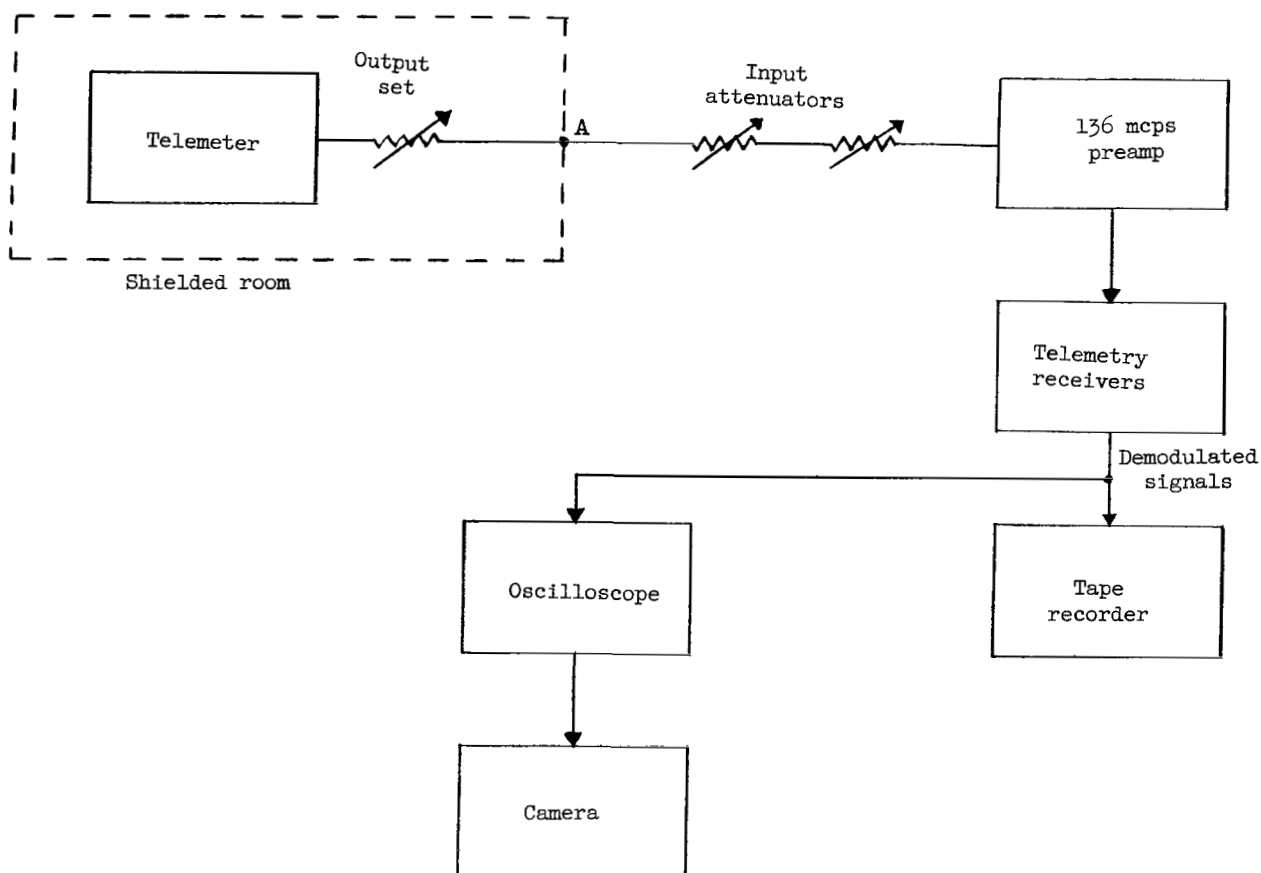 Output
set
Telemeter
A
Input
attenuators
136 mcps
preamp
Shielded room
Telemetry
receivers
Demodulated
signals
Oscilloscope
Tape
recorder
Camera